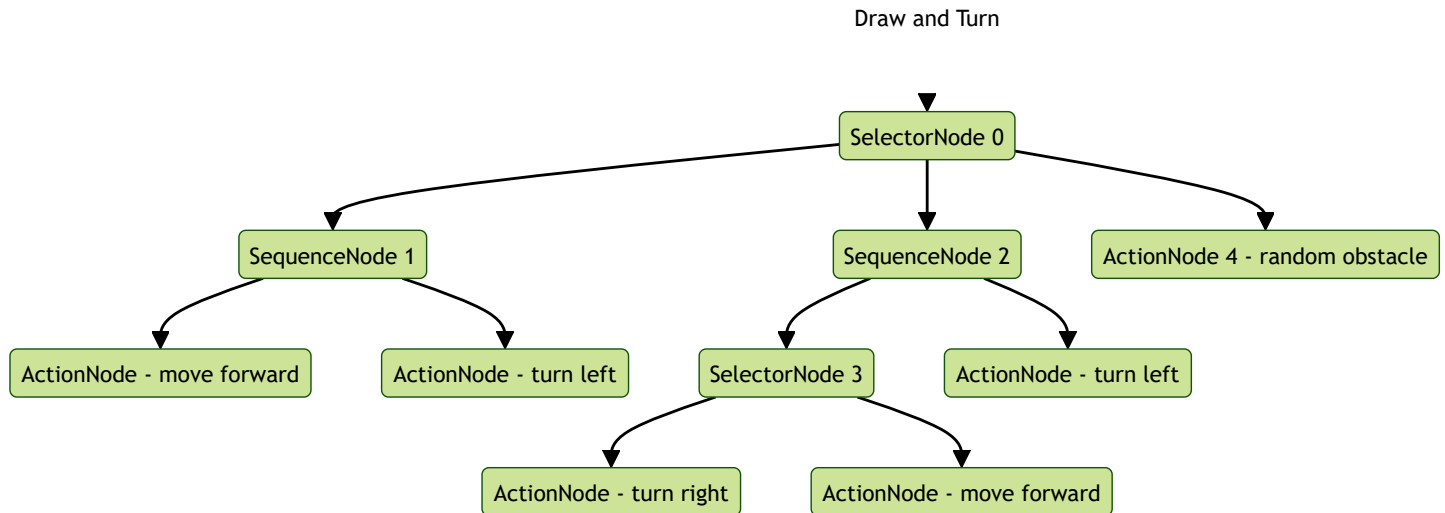 Draw and Turn
SelectorNode 0
SequenceNode 1
SequenceNode 2
ActionNode 4 - random obstacle
ActionNode - move forward
ActionNode - turn left
SelectorNode 3
ActionNode - turn left
ActionNode - turn right
ActionNode - move forward